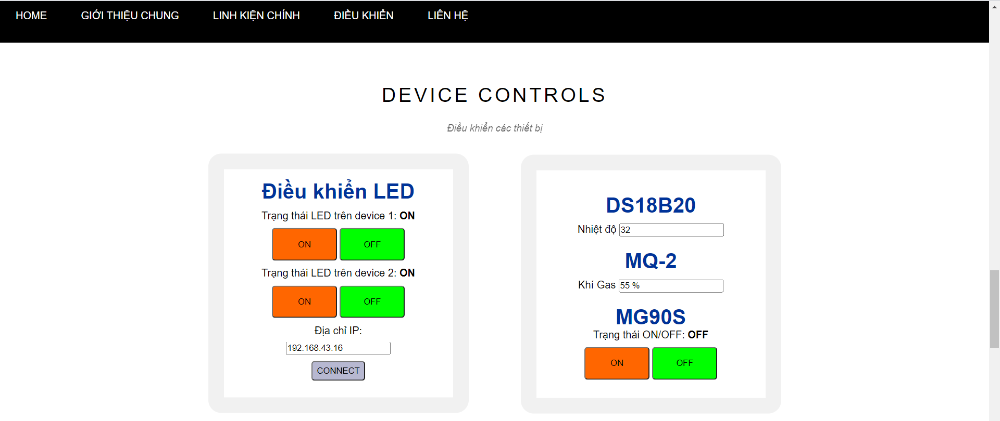 HOME GIỚI THIỆU CHUNG LINH KIỆN CHÍNH ĐIỀU KHIỂN LIÊN HỆ
DEVICE CONTROLS
Điều khiển các thiết bị
Điều khiển LED
Trạng thái LED trên device 1: ON
ON OFF
Trạng thái LED trên device 2: ON
ON OFF
Địa chỉ IP:
192.168.43.16
CONNECT
DS18B20
Nhiệt độ 32
MQ-2
Khí Gas 55 %
MG90S
Trạng thái ON/OFF: OFF
ON OFF